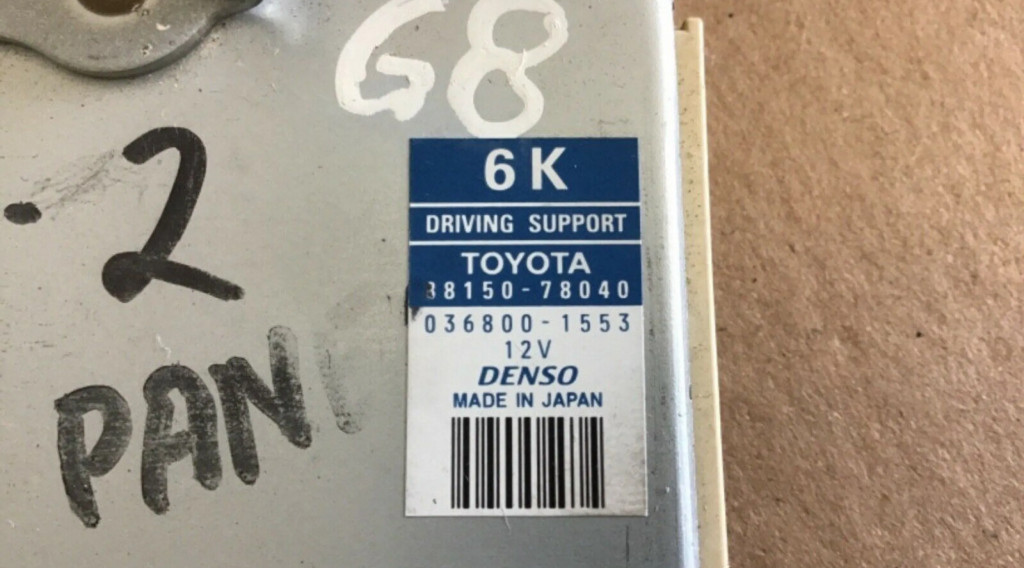 G8
-2
PAN
6K
DRIVING SUPPORT
TOYOTA
88150-78040
036800-1553
12V
DENSO
MADE IN JAPAN